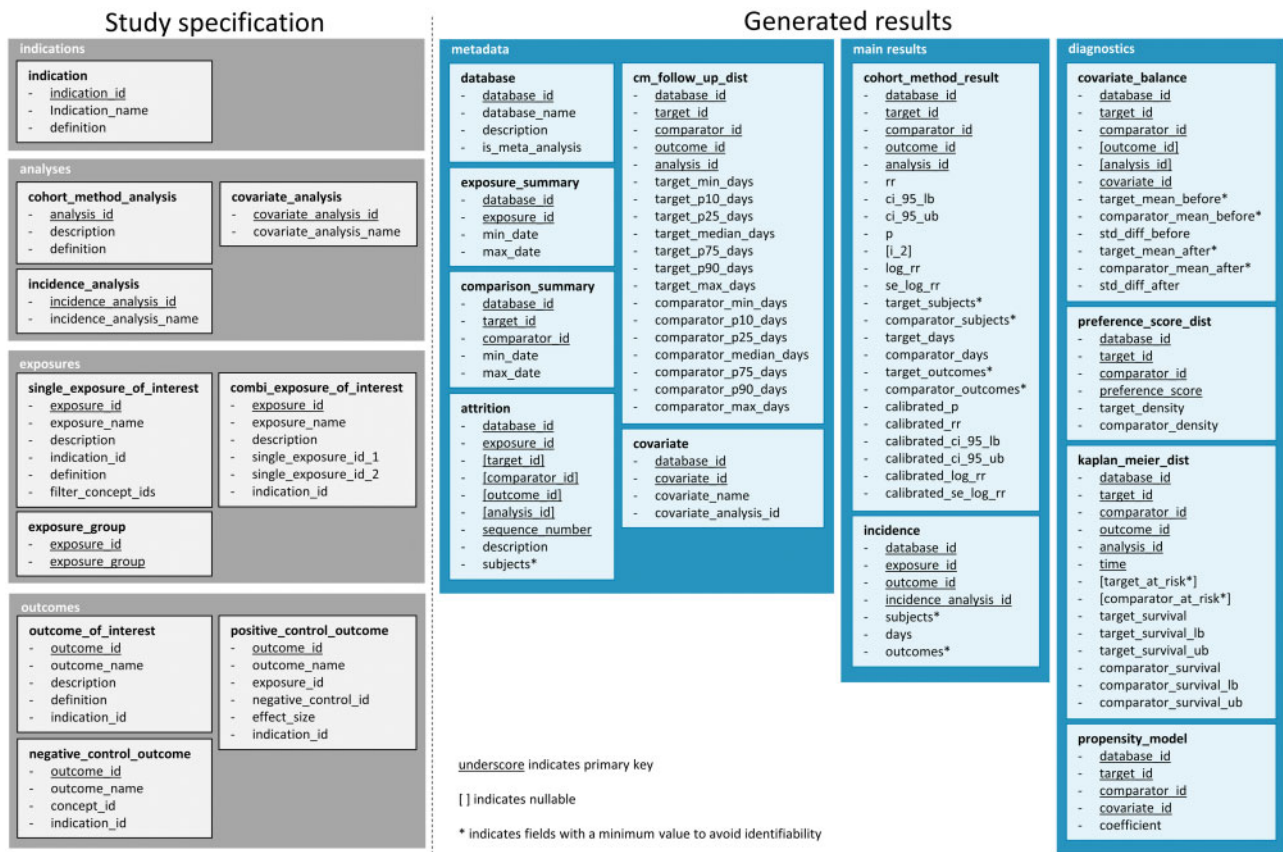 Study specification
indications
indication
- indication_id
- Indication_name
- definition
analyses
cohort_method_analysis
- analysis_id
- description
- definition
covariate_analysis
- covariate_analysis_id
- covariate_analysis_name
incidence_analysis
- incidence_analysis_id
- incidence_analysis_name
exposures
single_exposure_of_interest
- exposure_id
- exposure_name
- description
- indication_id
- definition
- filter_concept_ids
combi_exposure_of_interest
- exposure_id
- exposure_name
- description
- single_exposure_id_1
- single_exposure_id_2
- indication_id
exposure_group
- exposure_id
- exposure_group
outcomes
outcome_of_interest
- outcome_id
- outcome_name
- description
- definition
- indication_id
positive_control_outcome
- outcome_id
- outcome_name
- exposure_id
- negative_control_id
- effect_size
- indication_id
negative_control_outcome
- outcome_id
- outcome_name
- concept_id
- indication_id
Generated results
metadata
database
- database_id
- database_name
- description
- is_meta_analysis
exposure_summary
- database_id
- exposure_id
- min_date
- max_date
comparison_summary
- database_id
- target_id
- comparator_id
- min_date
- max_date
attrition
- database_id
- exposure_id
- [target_id]
- [comparator_id]
- [outcome_id]
- [analysis_id]
- sequence_number
- description
- subjects*
cm_follow_up_dist
- database_id
- target_id
- comparator_id
- outcome_id
- analysis_id
- target_min_days
- target_p10_days
- target_p25_days
- target_median_days
- target_p75_days
- target_p90_days
- target_max_days
- comparator_min_days
- comparator_p10_days
- comparator_p25_days
- comparator_median_days
- comparator_p75_days
- comparator_p90_days
- comparator_max_days
covariate
- database_id
- covariate_id
- covariate_name
- covariate_analysis_id
main results
cohort_method_result
- database_id
- target_id
- comparator_id
- outcome_id
- analysis_id
- rr
- ci_95_lb
- ci_95_ub
- p
- [i_2]
- log_rr
- se_log_rr
- target_subjects*
- comparator_subjects*
- target_days
- comparator_days
- target_outcomes*
- comparator_outcomes*
- calibrated_p
- calibrated_rr
- calibrated_ci_95_lb
- calibrated_ci_95_ub
- calibrated_log_rr
- calibrated_se_log_rr
incidence
- database_id
- exposure_id
- outcome_id
- incidence_analysis_id
- subjects*
- days
- outcomes*
diagnostics
covariate_balance
- database_id
- target_id
- comparator_id
- [outcome_id]
- [analysis_id]
- covariate_id
- target_mean_before*
- comparator_mean_before*
- std_diff_before
- target_mean_after*
- comparator_mean_after*
- std_diff_after
preference_score_dist
- database_id
- target_id
- comparator_id
- preference_score
- target_density
- comparator_density
kaplan_meier_dist
- database_id
- target_id
- comparator_id
- outcome_id
- analysis_id
- time
- [target_at_risk*]
- [comparator_at_risk*]
- target_survival
- target_survival_lb
- target_survival_ub
- comparator_survival
- comparator_survival_lb
- comparator_survival_ub
propensity_model
- database_id
- target_id
- comparator_id
- covariate_id
- coefficient
underscore indicates primary key
[ ] indicates nullable
* indicates fields with a minimum value to avoid identifiability